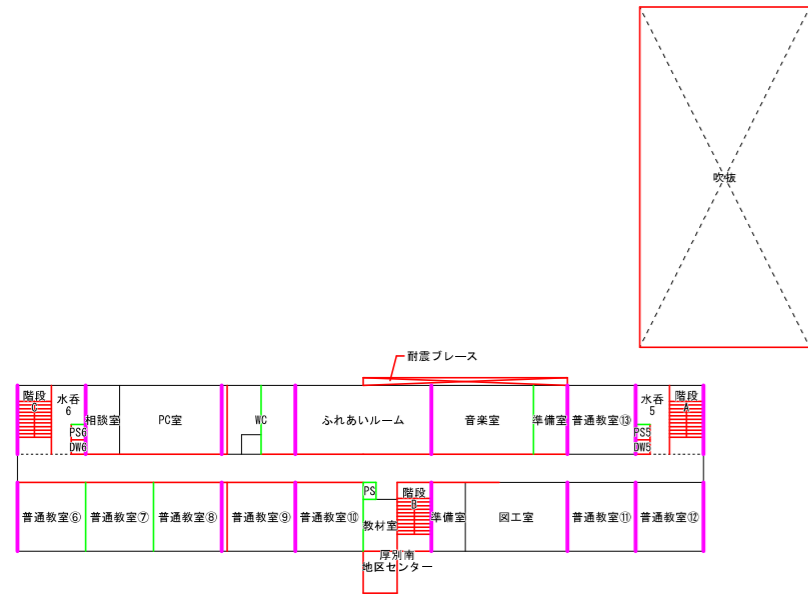 吹抜
耐震ブレース
階段
C
水呑
6
PS6
DW6
相談室
PC室
WC
ふれあいルーム
音楽室
準備室
普通教室⑬
水呑
5
PS5
DW5
階段
A
普通教室⑥
普通教室⑦
普通教室⑧
普通教室⑨
普通教室⑩
PS
教材室
階段
B
準備室
図工室
普通教室⑪
普通教室⑫
厚別南
地区センター